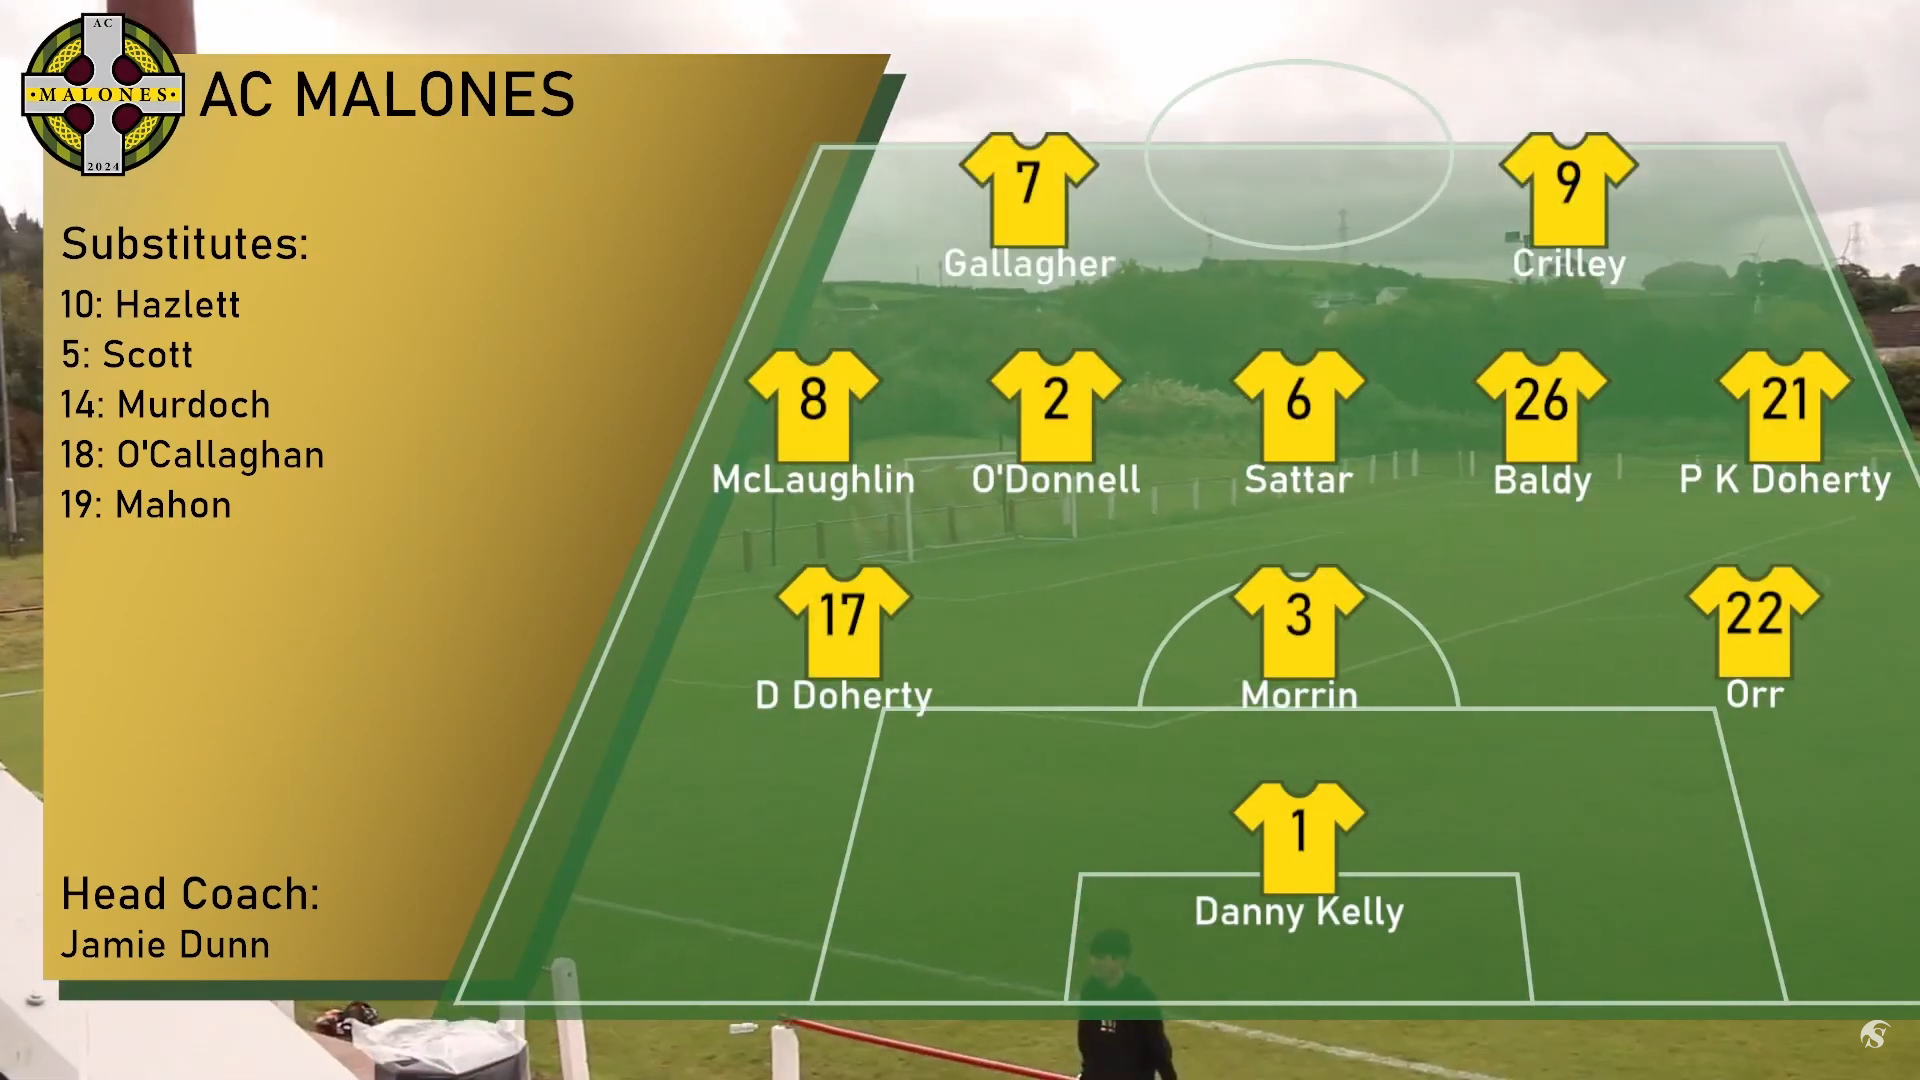 AC
MALONES
2024
AC MALONES
Substitutes:
10: Hazlett
5: Scott
14: Murdoch
18: O'Callaghan
19: Mahon
Head Coach:
Jamie Dunn
7
Gallagher
9
Crilley
8
McLaughlin
2
O'Donnell
6
Sattar
26
Baldy
21
P K Doherty
17
D Doherty
3
Morrin
22
Orr
1
Danny Kelly
S